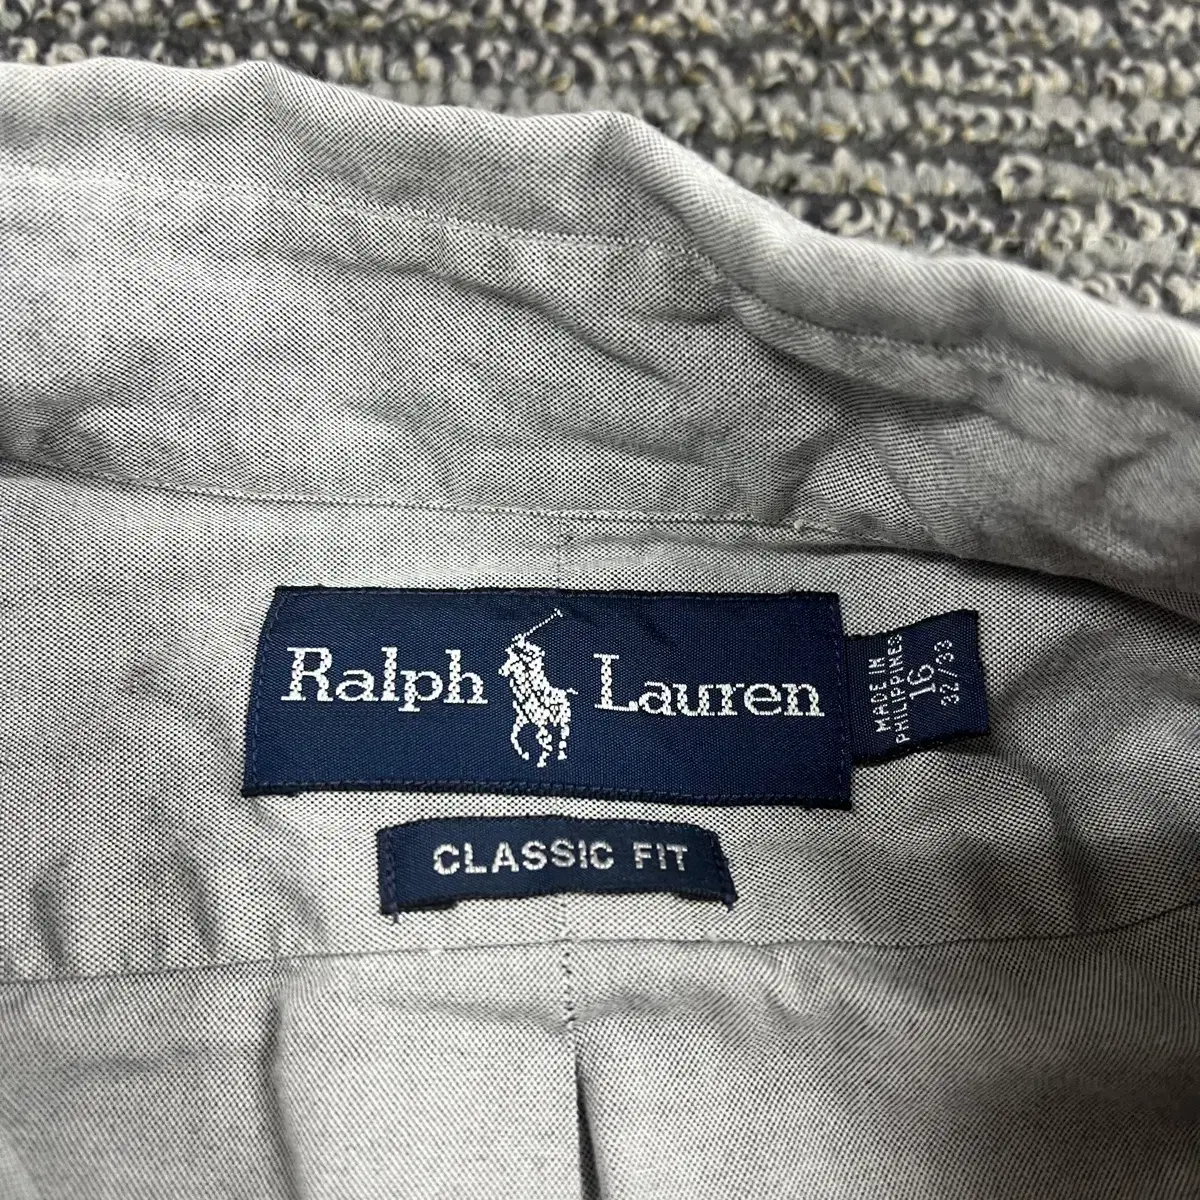 Ralph Lauren
MADE IN
PHILIPPINES
16
32/33
CLASSIC FIT